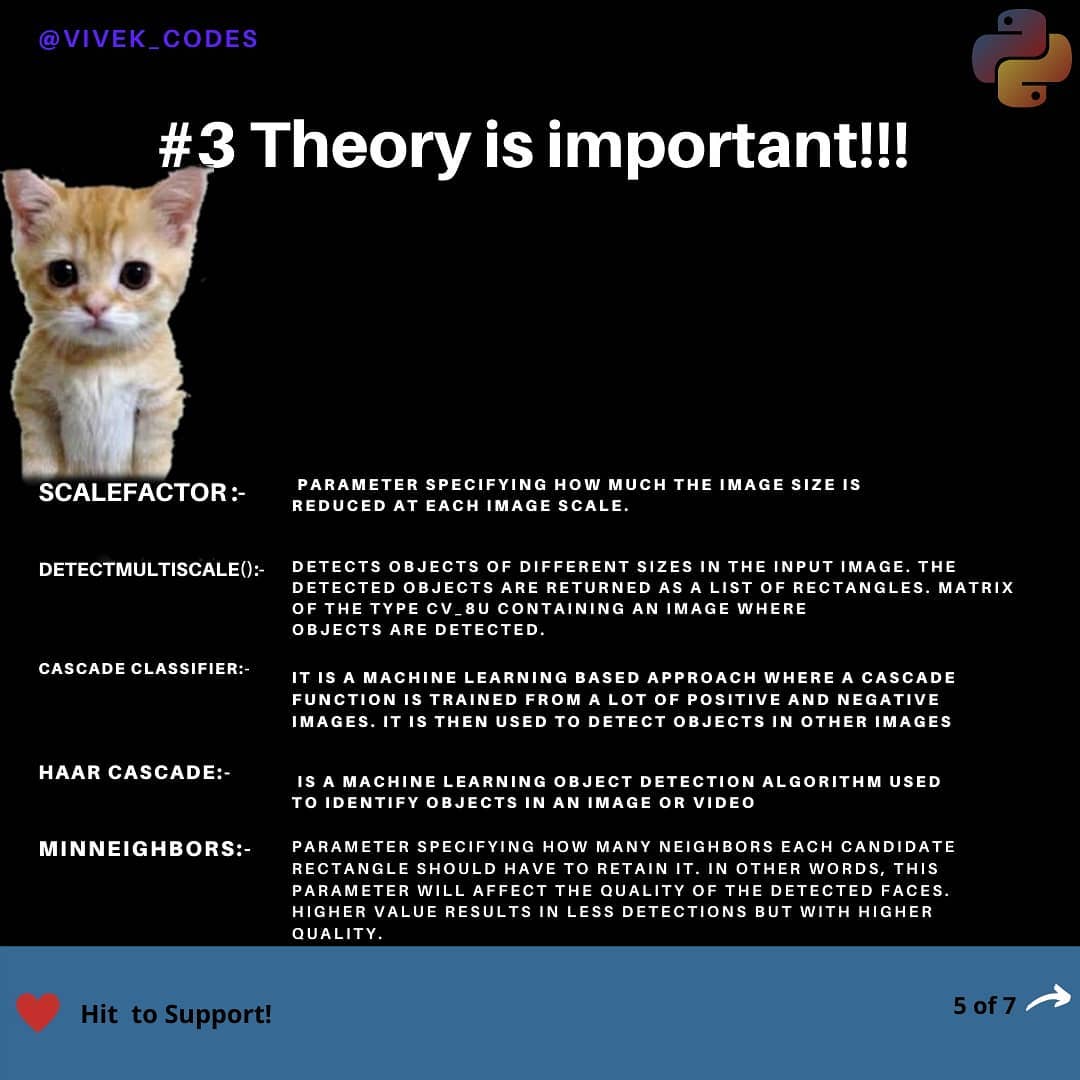 @VIVEK_CODES
#3 Theory is important!!!
SCALEFACTOR :-
PARAMETER SPECIFYING HOW MUCH THE IMAGE SIZE IS
REDUCED AT EACH IMAGE SCALE.
DETECTMULTISCALE():-
DETECTS OBJECTS OF DIFFERENT SIZES IN THE INPUT IMAGE. THE
DETECTED OBJECTS ARE RETURNED AS A LIST OF RECTANGLES. MATRIX
OF THE TYPE CV_8U CONTAINING AN IMAGE WHERE
OBJECTS ARE DETECTED.
CASCADE CLASSIFIER:-
IT IS A MACHINE LEARNING BASED APPROACH WHERE A CASCADE
FUNCTION IS TRAINED FROM A LOT OF POSITIVE AND NEGATIVE
IMAGES. IT IS THEN USED TO DETECT OBJECTS IN OTHER IMAGES
HAAR CASCADE:-
IS A MACHINE LEARNING OBJECT DETECTION ALGORITHM USED
TO IDENTIFY OBJECTS IN AN IMAGE OR VIDEO
MINNEIGHBORS:-
PARAMETER SPECIFYING HOW MANY NEIGHBORS EACH CANDIDATE
RECTANGLE SHOULD HAVE TO RETAIN IT. IN OTHER WORDS, THIS
PARAMETER WILL AFFECT THE QUALITY OF THE DETECTED FACES.
HIGHER VALUE RESULTS IN LESS DETECTIONS BUT WITH HIGHER
QUALITY.
Hit to Support!
5 of 7